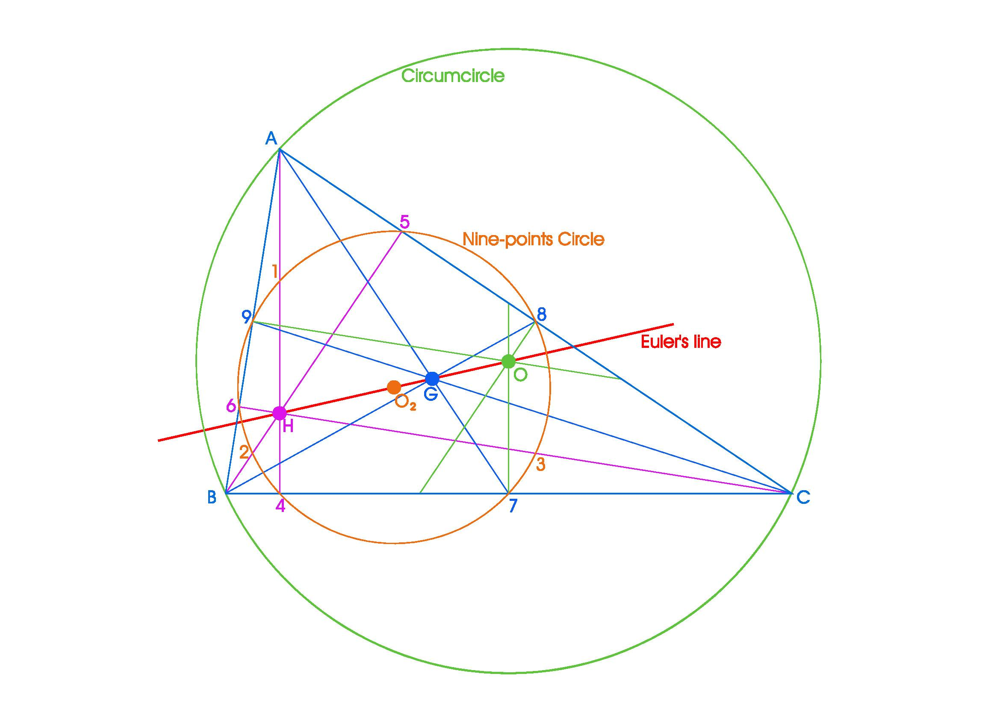 Circumcircle
A
5
Nine-points Circle
1
9
8
Euler's line
O
G
O₂
6
H
2
3
B
4
7
C